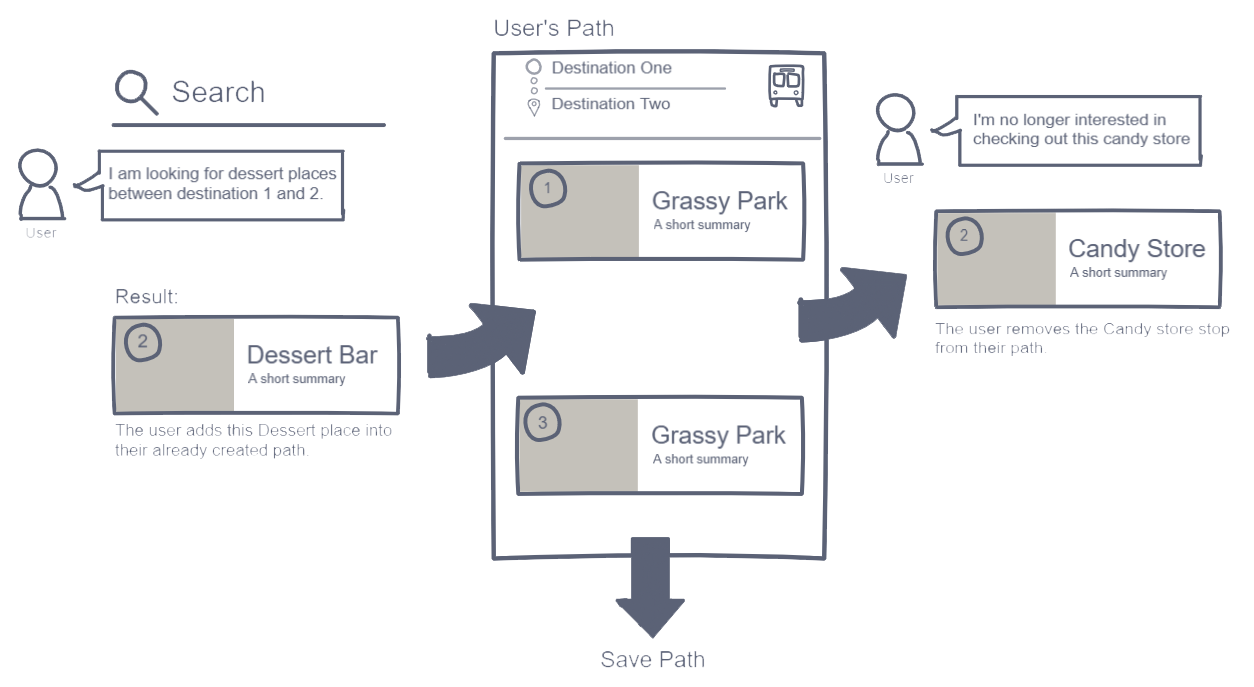 User's Path
Search
Destination One
Destination Two
I am looking for dessert places
between destination 1 and 2.
User
I'm no longer interested in
checking out this candy store
User
1
Grassy Park
A short summary
2
Candy Store
A short summary
The user removes the Candy store stop
from their path.
Result:
2
Dessert Bar
A short summary
The user adds this Dessert place into
their already created path.
3
Grassy Park
A short summary
Save Path